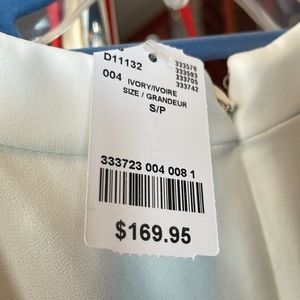 D11132
333576
333593
333705
333742
004 IVORY/IVOIRE
SIZE / GRANDEUR
S/P
333723 004 008 1
$169.95